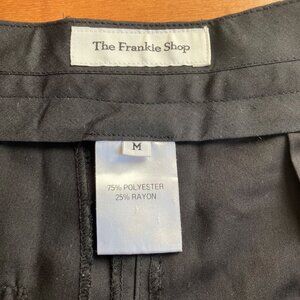 The Frankie Shop
M
75% POLYESTER
25% RAYON